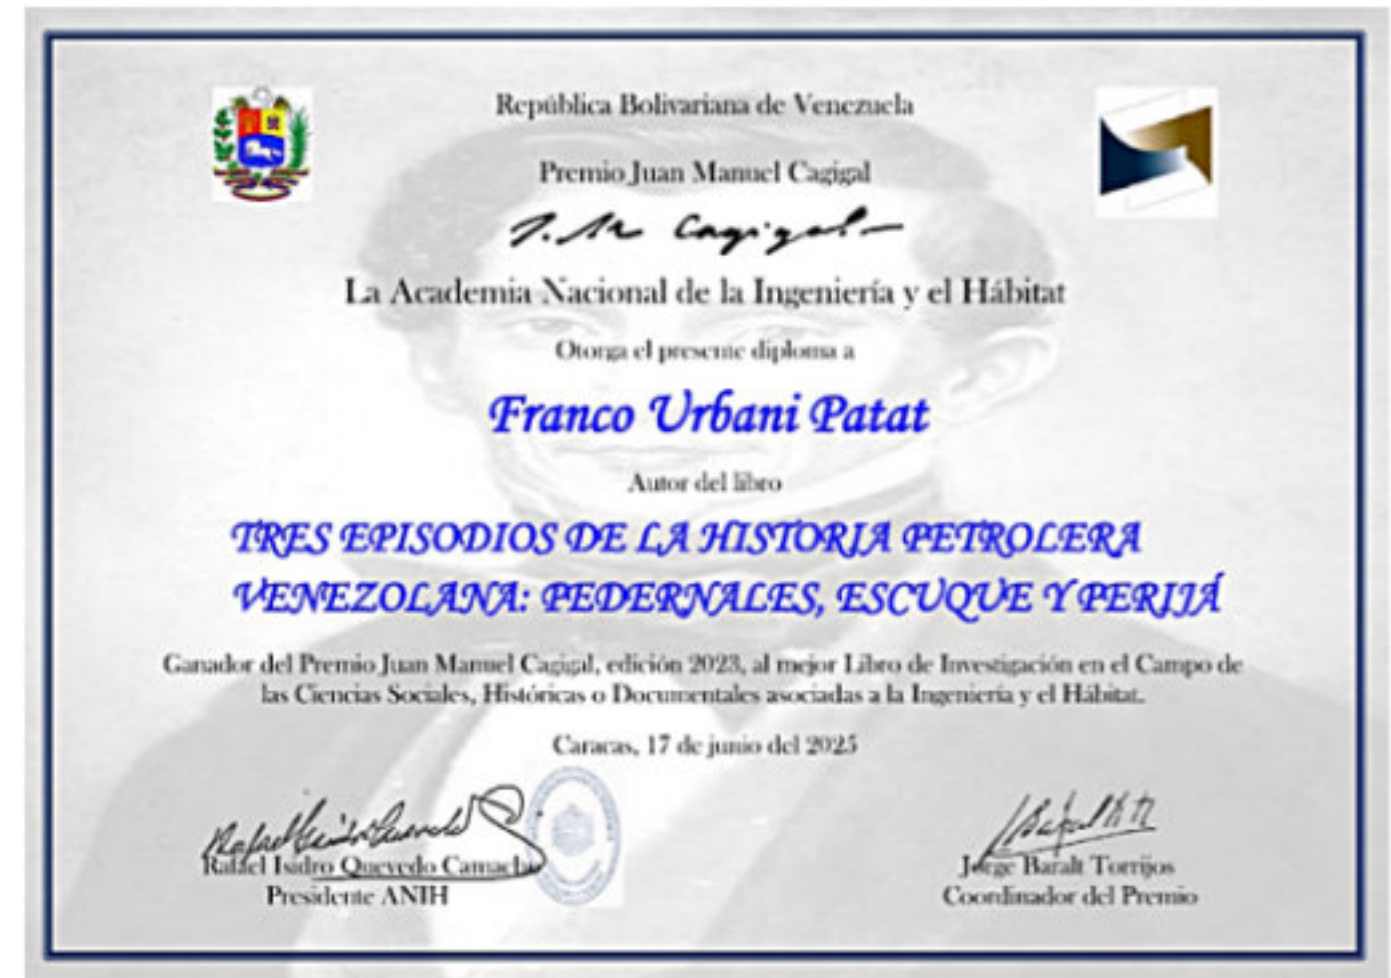 República Bolivariana de Venezuela
Premio Juan Manuel Cagigal
J. M Cagigal
La Academia Nacional de la Ingeniería y el Hábitat
Otorga el presente diploma a
Franco Urbani Patat
Autor del libro
TRES EPISODIOS DE LA HISTORIA PETROLERA
VENEZOLANA: PEDERNALES, ESCUQUE Y PERIJÁ
Ganador del Premio Juan Manuel Cagigal, edición 2023, al mejor Libro de Investigación en el Campo de
las Ciencias Sociales, Históricas o Documentales asociadas a la Ingeniería y el Hábitat.
Caracas, 17 de junio del 2025
Rafael Isidro Quevedo Camacho
Presidente ANIH
Jorge Baralt Torrijos
Coordinador del Premio